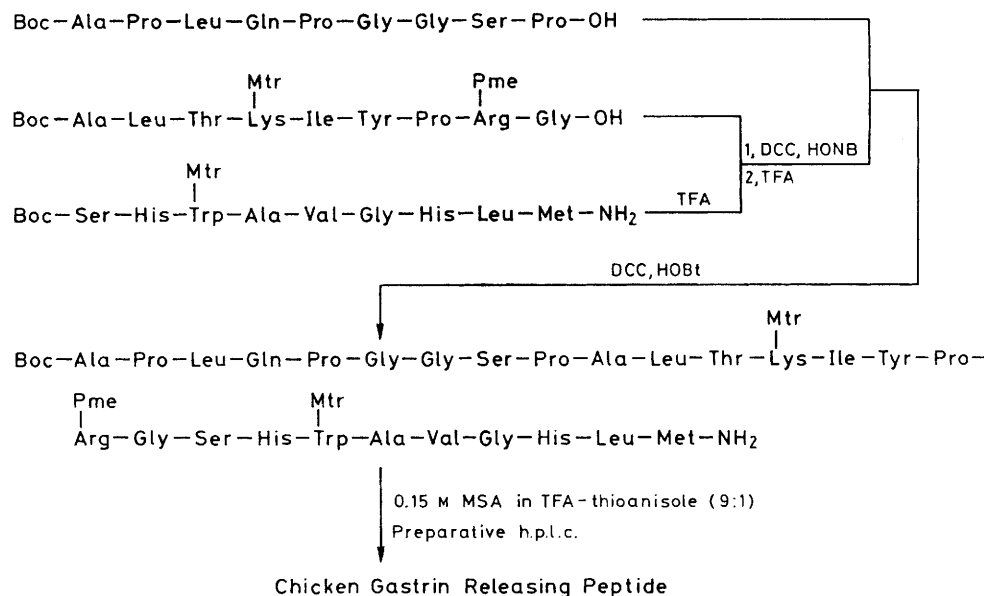 Boc-Ala-Pro-Leu-Gln-Pro-Gly-Gly-Ser-Pro-OH
Mtr Pme
Boc-Ala-Leu-Thr-Lys-Ile-Tyr-Pro-Arg-Gly-OH
1, DCC, HONB
2, TFA
Mtr
Boc-Ser-His-Trp-Ala-Val-Gly-His-Leu-Met-NH₂
TFA
DCC, HOBt
Mtr
Boc-Ala-Pro-Leu-Gln-Pro-Gly-Gly-Ser-Pro-Ala-Leu-Thr-Lys-Ile-Tyr-Pro-
Pme Mtr
Arg-Gly-Ser-His-Trp-Ala-Val-Gly-His-Leu-Met-NH₂
0.15 M MSA in TFA-thioanisole (9:1)
Preparative h.p.l.c.
Chicken Gastrin Releasing Peptide